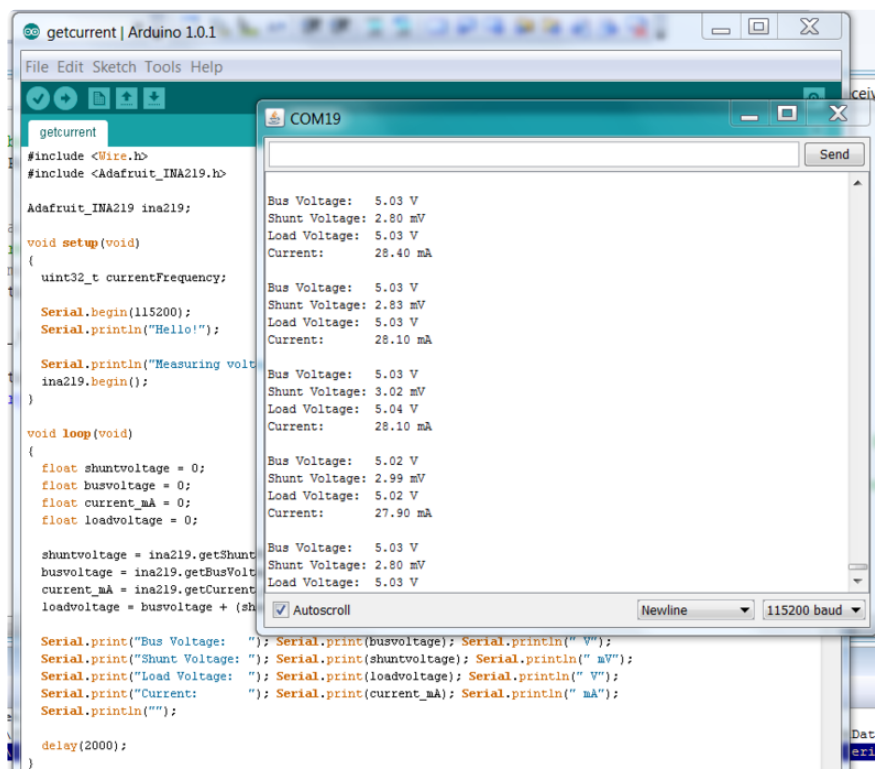 getcurrent | Arduino 1.0.1
File Edit Sketch Tools Help
getcurrent
#include <Wire.h>
#include <Adafruit_INA219.h>
Adafruit_INA219 ina219;
void setup(void)
{
uint32_t currentFrequency;
Serial.begin(115200);
Serial.println("Hello!");
Serial.println("Measuring volt
ina219.begin();
}
void loop(void)
{
float shuntvoltage = 0;
float busvoltage = 0;
float current_mA = 0;
float loadvoltage = 0;
shuntvoltage = ina219.getShunt
busvoltage = ina219.getBusVolt
current_mA = ina219.getCurrent
loadvoltage = busvoltage + (sh
Serial.print("Bus Voltage:   "); Serial.print(busvoltage); Serial.println(" V");
Serial.print("Shunt Voltage: "); Serial.print(shuntvoltage); Serial.println(" mV");
Serial.print("Load Voltage:  "); Serial.print(loadvoltage); Serial.println(" V");
Serial.print("Current:       "); Serial.print(current_mA); Serial.println(" mA");
Serial.println("");
delay(2000);
}
COM19
Send
Bus Voltage:   5.03 V
Shunt Voltage: 2.80 mV
Load Voltage:  5.03 V
Current:       28.40 mA
Bus Voltage:   5.03 V
Shunt Voltage: 2.83 mV
Load Voltage:  5.03 V
Current:       28.10 mA
Bus Voltage:   5.03 V
Shunt Voltage: 3.02 mV
Load Voltage:  5.04 V
Current:       28.10 mA
Bus Voltage:   5.02 V
Shunt Voltage: 2.99 mV
Load Voltage:  5.02 V
Current:       27.90 mA
Bus Voltage:   5.03 V
Shunt Voltage: 2.80 mV
Load Voltage:  5.03 V
Autoscroll
Newline
115200 baud